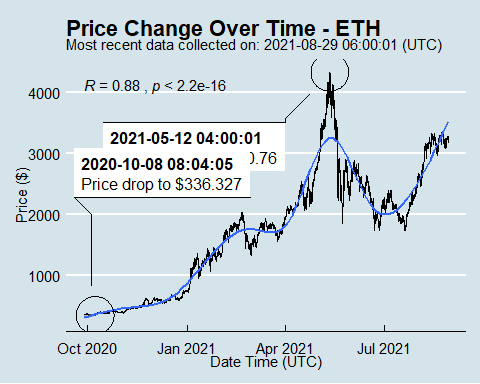 Price Change Over Time - ETH
Most recent data collected on: 2021-08-29 06:00:01 (UTC)
R = 0.88 , p < 2.2e-16
4000
2021-05-12 04:00:01
0.76
2020-10-08 08:04:05
Price drop to $336.327
3000
2000
1000
Price ($)
Oct 2020 Jan 2021 Apr 2021 Jul 2021
Date Time (UTC)